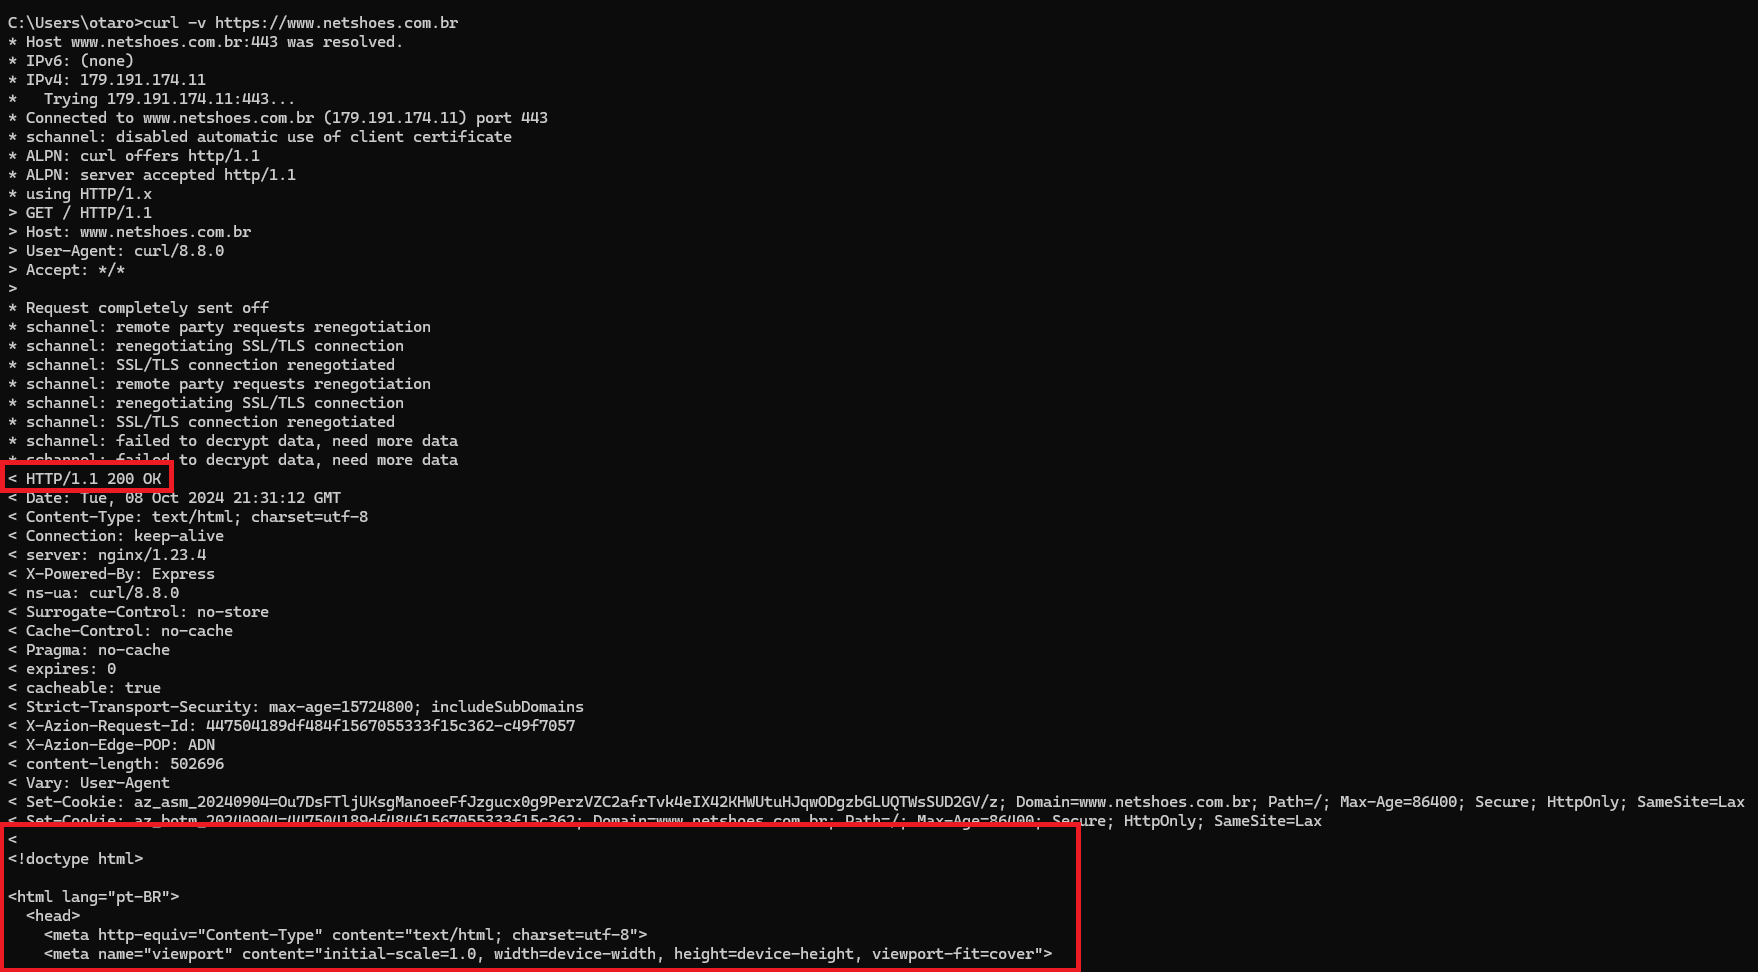 C:\Users\otaro>curl -v https://www.netshoes.com.br
* Host www.netshoes.com.br:443 was resolved.
* IPv6: (none)
* IPv4: 179.191.174.11
*   Trying 179.191.174.11:443...
* Connected to www.netshoes.com.br (179.191.174.11) port 443
* schannel: disabled automatic use of client certificate
* ALPN: curl offers http/1.1
* ALPN: server accepted http/1.1
* using HTTP/1.x
> GET / HTTP/1.1
> Host: www.netshoes.com.br
> User-Agent: curl/8.8.0
> Accept: */*
>
* Request completely sent off
* schannel: remote party requests renegotiation
* schannel: renegotiating SSL/TLS connection
* schannel: SSL/TLS connection renegotiated
* schannel: remote party requests renegotiation
* schannel: renegotiating SSL/TLS connection
* schannel: SSL/TLS connection renegotiated
* schannel: failed to decrypt data, need more data
* schannel: failed to decrypt data, need more data
< HTTP/1.1 200 OK
< Date: Tue, 08 Oct 2024 21:31:12 GMT
< Content-Type: text/html; charset=utf-8
< Connection: keep-alive
< server: nginx/1.23.4
< X-Powered-By: Express
< ns-ua: curl/8.8.0
< Surrogate-Control: no-store
< Cache-Control: no-cache
< Pragma: no-cache
< expires: 0
< cacheable: true
< Strict-Transport-Security: max-age=15724800; includeSubDomains
< X-Azion-Request-Id: 447504189df484f1567055333f15c362-c49f7057
< X-Azion-Edge-POP: ADN
< content-length: 502696
< Vary: User-Agent
< Set-Cookie: az_asm_20240904=Ou7DsFTljUKsgManoeeFfJzgucx0g9PerzVZC2afrTvk4eIX42KHWUtuHJqwODgzbGLUQTWsSUD2GV/z; Domain=www.netshoes.com.br; Path=/; Max-Age=86400; Secure; HttpOnly; SameSite=Lax
< Set-Cookie: az_botm_20240904=447504189df484f1567055333f15c362; Domain=www.netshoes.com.br; Path=/; Max-Age=86400; Secure; HttpOnly; SameSite=Lax
<
<!doctype html>
<html lang="pt-BR">
  <head>
    <meta http-equiv="Content-Type" content="text/html; charset=utf-8">
    <meta name="viewport" content="initial-scale=1.0, width=device-width, height=device-height, viewport-fit=cover">